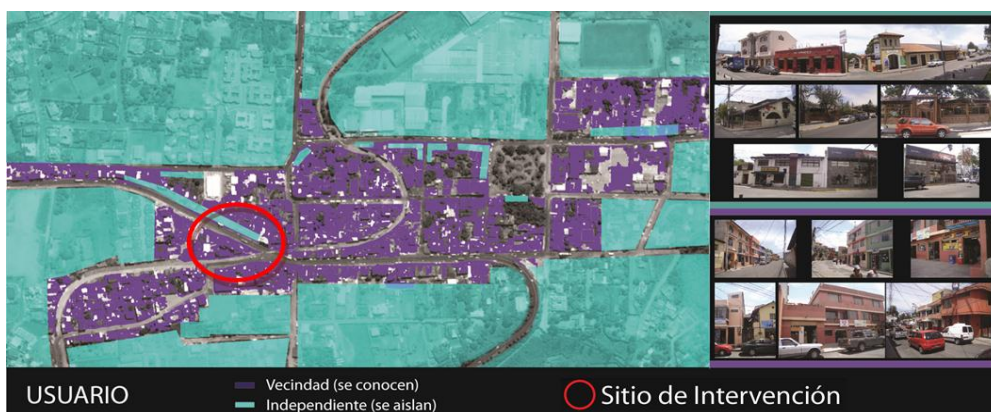 USUARIO
Vecindad (se conocen)
Independiente (se aislan)
Sitio de Intervención